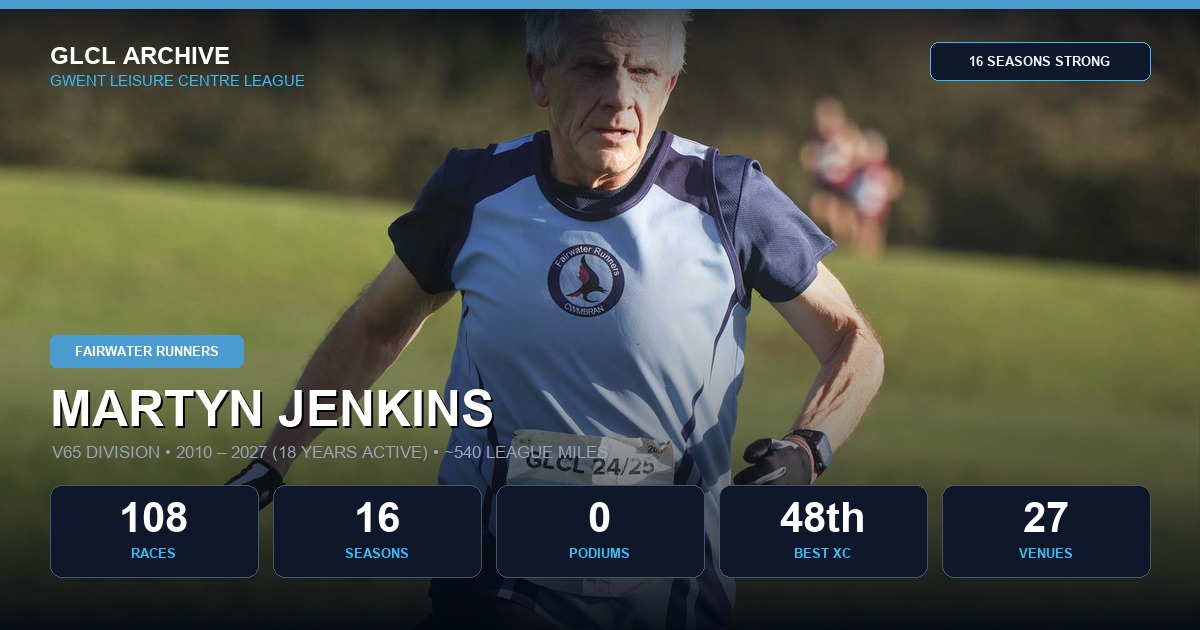 GLCL ARCHIVE
GWENT LEISURE CENTRE LEAGUE
16 SEASONS STRONG
Fairwater Runners
CWMBRAN
FAIRWATER RUNNERS
MARTYN JENKINS
V65 DIVISION • 2010 – 2027 (18 YEARS ACTIVE) • ~540 LEAGUE MILES
GLCL 24/25
108
RACES
16
SEASONS
0
PODIUMS
48th
BEST XC
27
VENUES